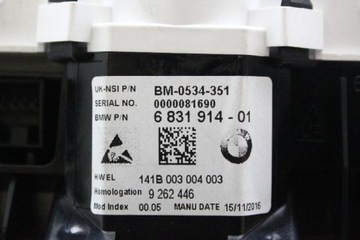 UK-NSI P/N BM-0534-351
SERIAL NO. 0000081690
BMW P/N 6 831 914 - 01
H WEL 141B 003 004 003
Homologation 9 262 446
Mod Index 00.05 MANU DATE 15/11/2016